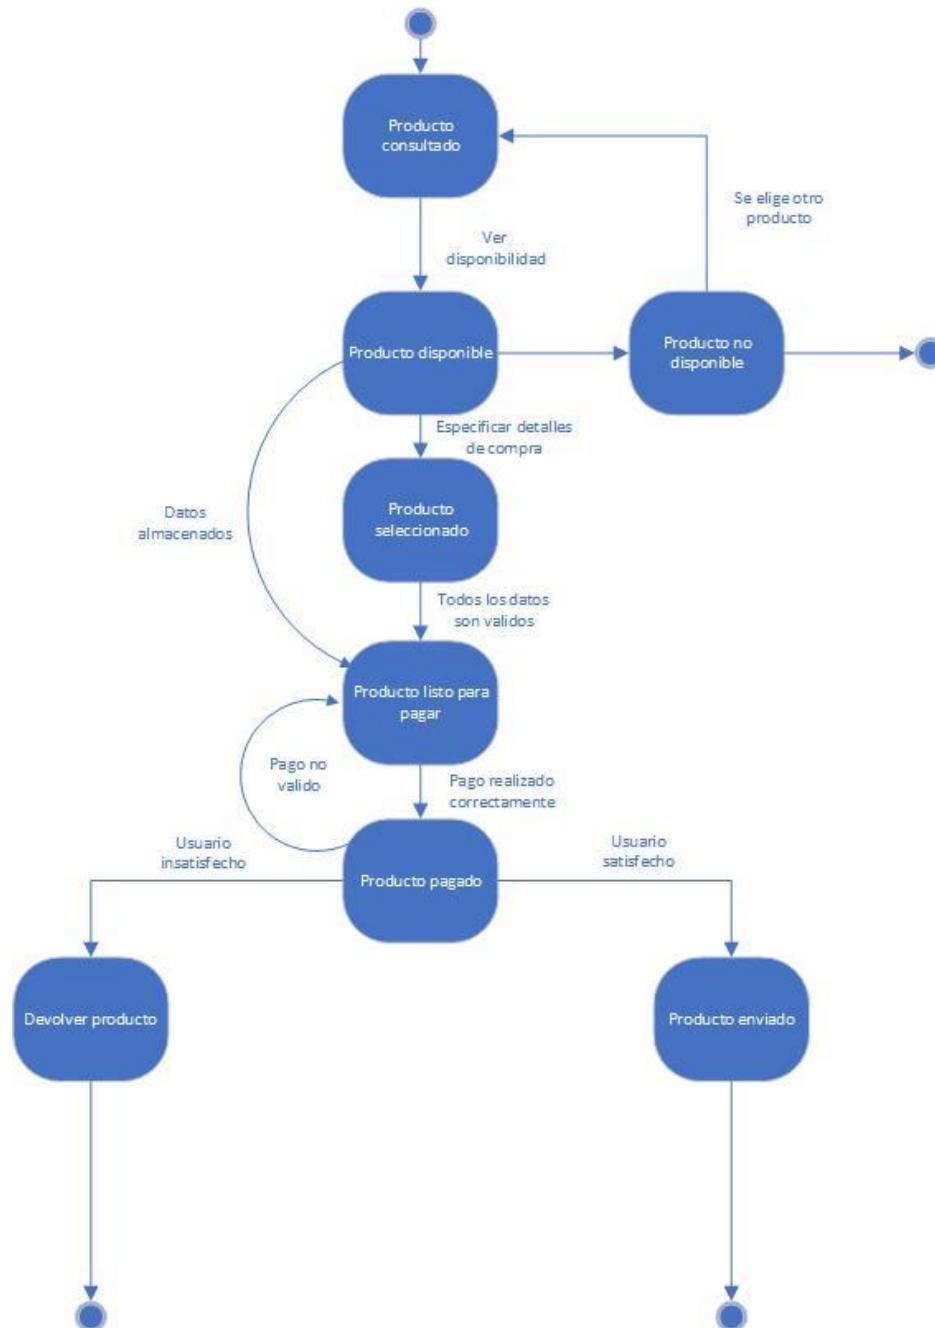 Producto
consultado
Se elige otro
producto
Ver
disponibilidad
Producto disponible
Producto no
disponible
Especificar detalles
de compra
Datos
almacenados
Producto
seleccionado
Todos los datos
son validos
Producto listo para
pagar
Pago no
valido
Pago realizado
correctamente
Usuario
insatisfecho
Usuario
satisfecho
Producto pagado
Devolver producto
Producto enviado